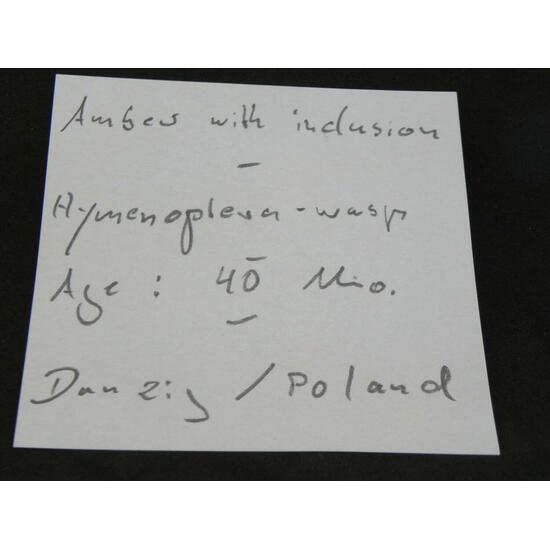 Amber with inclusion
-
Hymenoptera-wasp
Age : 40 Mio.
-
Danzig / Poland